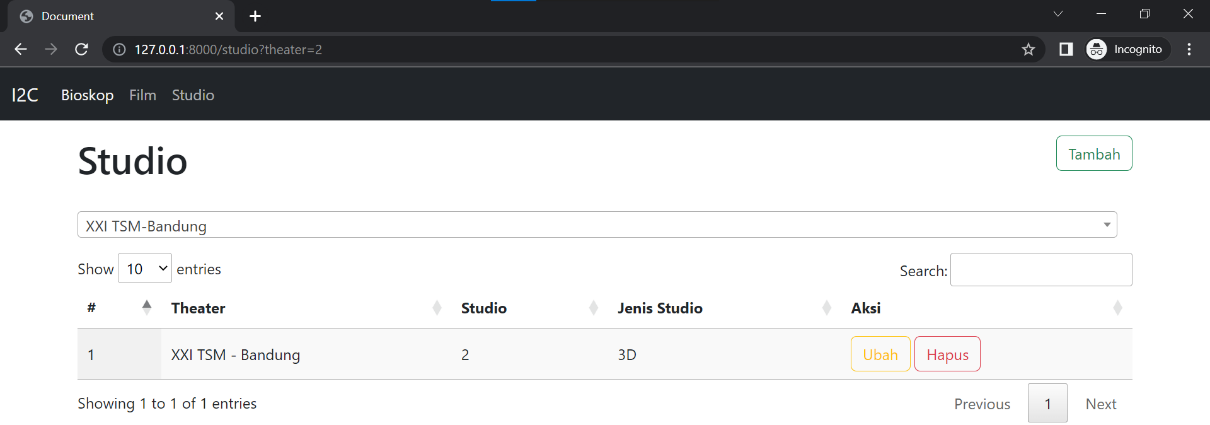 Document
127.0.0.1:8000/studio?theater=2
Incognito
I2C Bioskop Film Studio
Studio
Tambah
XXI TSM-Bandung
Show 10 entries
Search:
# Theater Studio Jenis Studio Aksi
1 XXI TSM - Bandung 2 3D Ubah Hapus
Showing 1 to 1 of 1 entries
Previous 1 Next